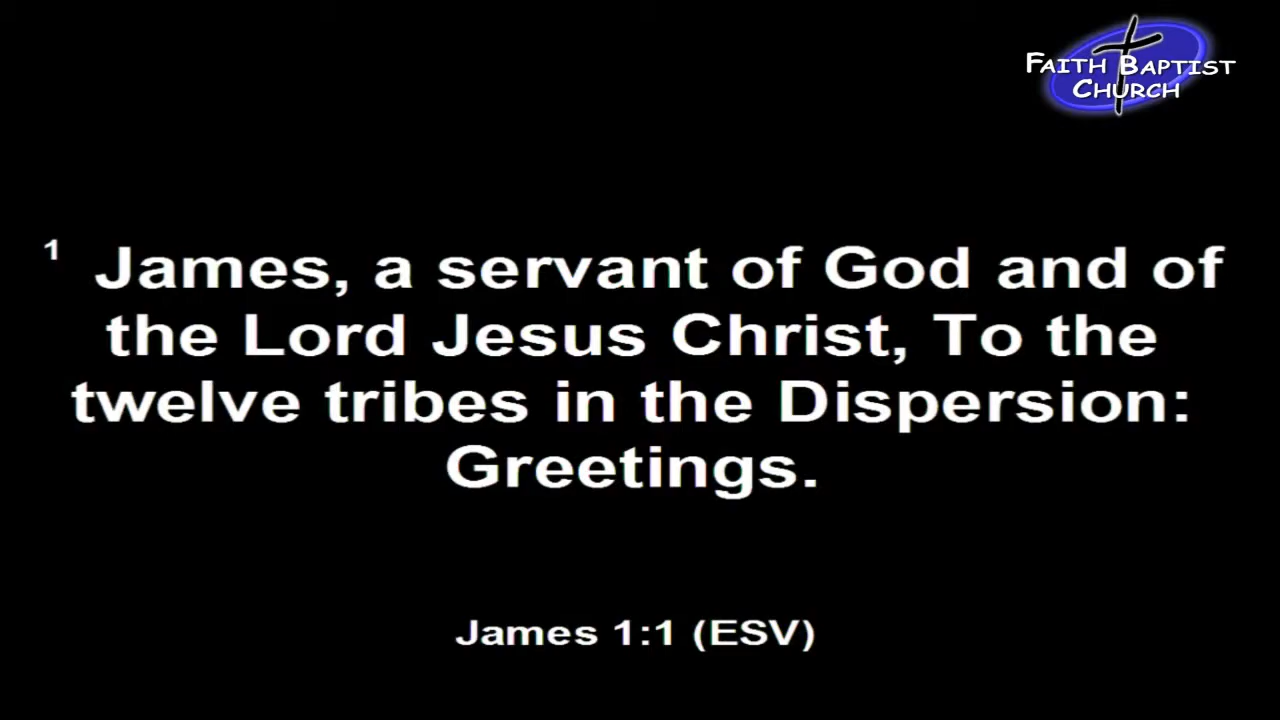 FAITH BAPTIST
CHURCH
1 James, a servant of God and of
the Lord Jesus Christ, To the
twelve tribes in the Dispersion:
Greetings.
James 1:1 (ESV)